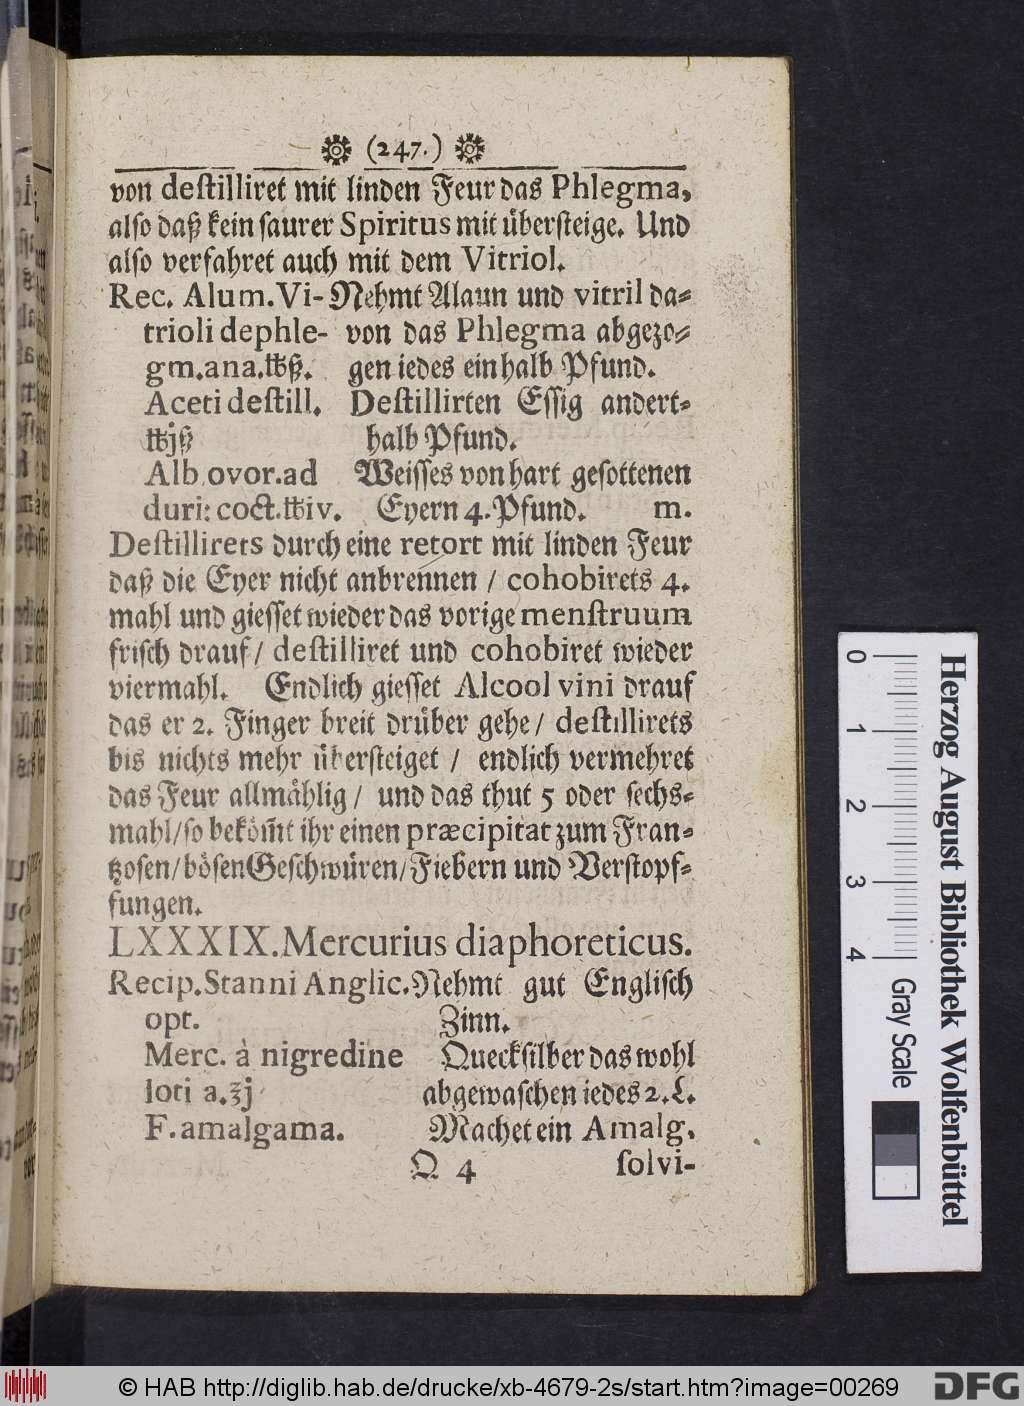 (247.)
von destilliret mit linden Feur das Phlegma,
also daß kein saurer Spiritus mit übersteige. Und
also verfahret auch mit dem Vitriol.
Rec. Alum. Vi- Nehmt Alaun und vitril da-
trioli dephle- von das Phlegma abgezo-
gm. ana. ℔ß. gen iedes ein halb Pfund.
Aceti destill. Destillirten Essig andert-
℔jß halb Pfund.
Alb. ovor. ad Weisses von hart gesottenen
duri: coct. ℔iv. Eyern 4. Pfund. m.
Destillirets durch eine retort mit linden Feur
daß die Eyer nicht anbrennen / cohobirets 4.
mahl und giesset wieder das vorige menstruum
frisch drauf / destilliret und cohobiret wieder
viermahl. Endlich giesset Alcool vini drauf
das er 2. Finger breit drüber gehe / destillirets
bis nichts mehr übersteiget / endlich vermehret
das Feur allmählig / und das thut 5 oder sechs-
mahl / so bekom̃t ihr einen præcipitat zum Fran-
tzosen / bösen Geschwüren / Fiebern und Verstopf-
fungen.
LXXXIX. Mercurius diaphoreticus.
Recip. Stanni Anglic. Nehmt gut Englisch
opt. Zinn.
Merc. à nigredine Quecksilber das wohl
loti a. ℥j abgewaschen iedes 2. L.
F. amalgama. Machet ein Amalg.
Q 4 solvi-
Herzog August Bibliothek Wolfenbüttel
0 1 2 3 4 Gray Scale
© HAB http://diglib.hab.de/drucke/xb-4679-2s/start.htm?image=00269
DFG